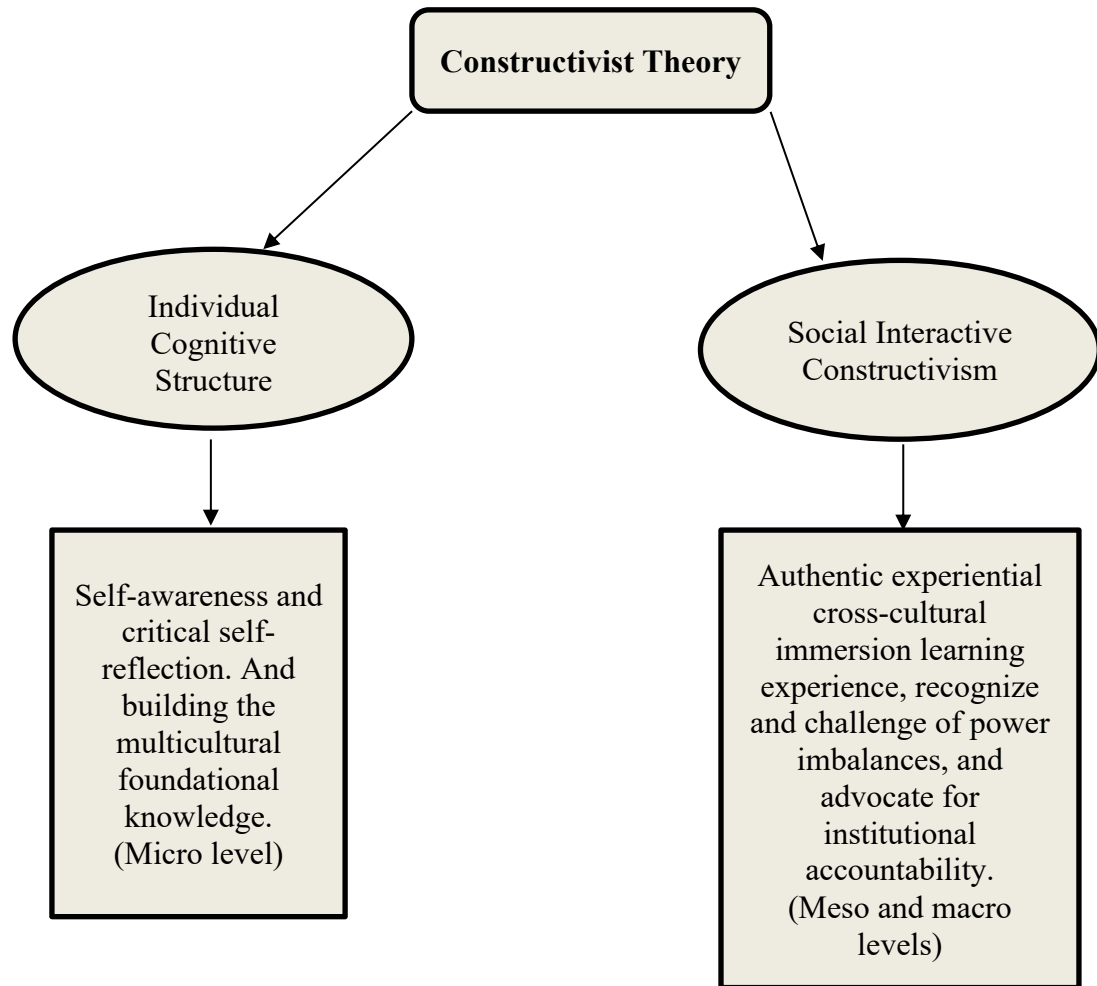 Constructivist Theory
Individual
Cognitive
Structure
Social Interactive
Constructivism
Self-awareness and
critical self-
reflection. And
building the
multicultural
foundational
knowledge.
(Micro level)
Authentic experiential
cross-cultural
immersion learning
experience, recognize
and challenge of power
imbalances, and
advocate for
institutional
accountability.
(Meso and macro
levels)